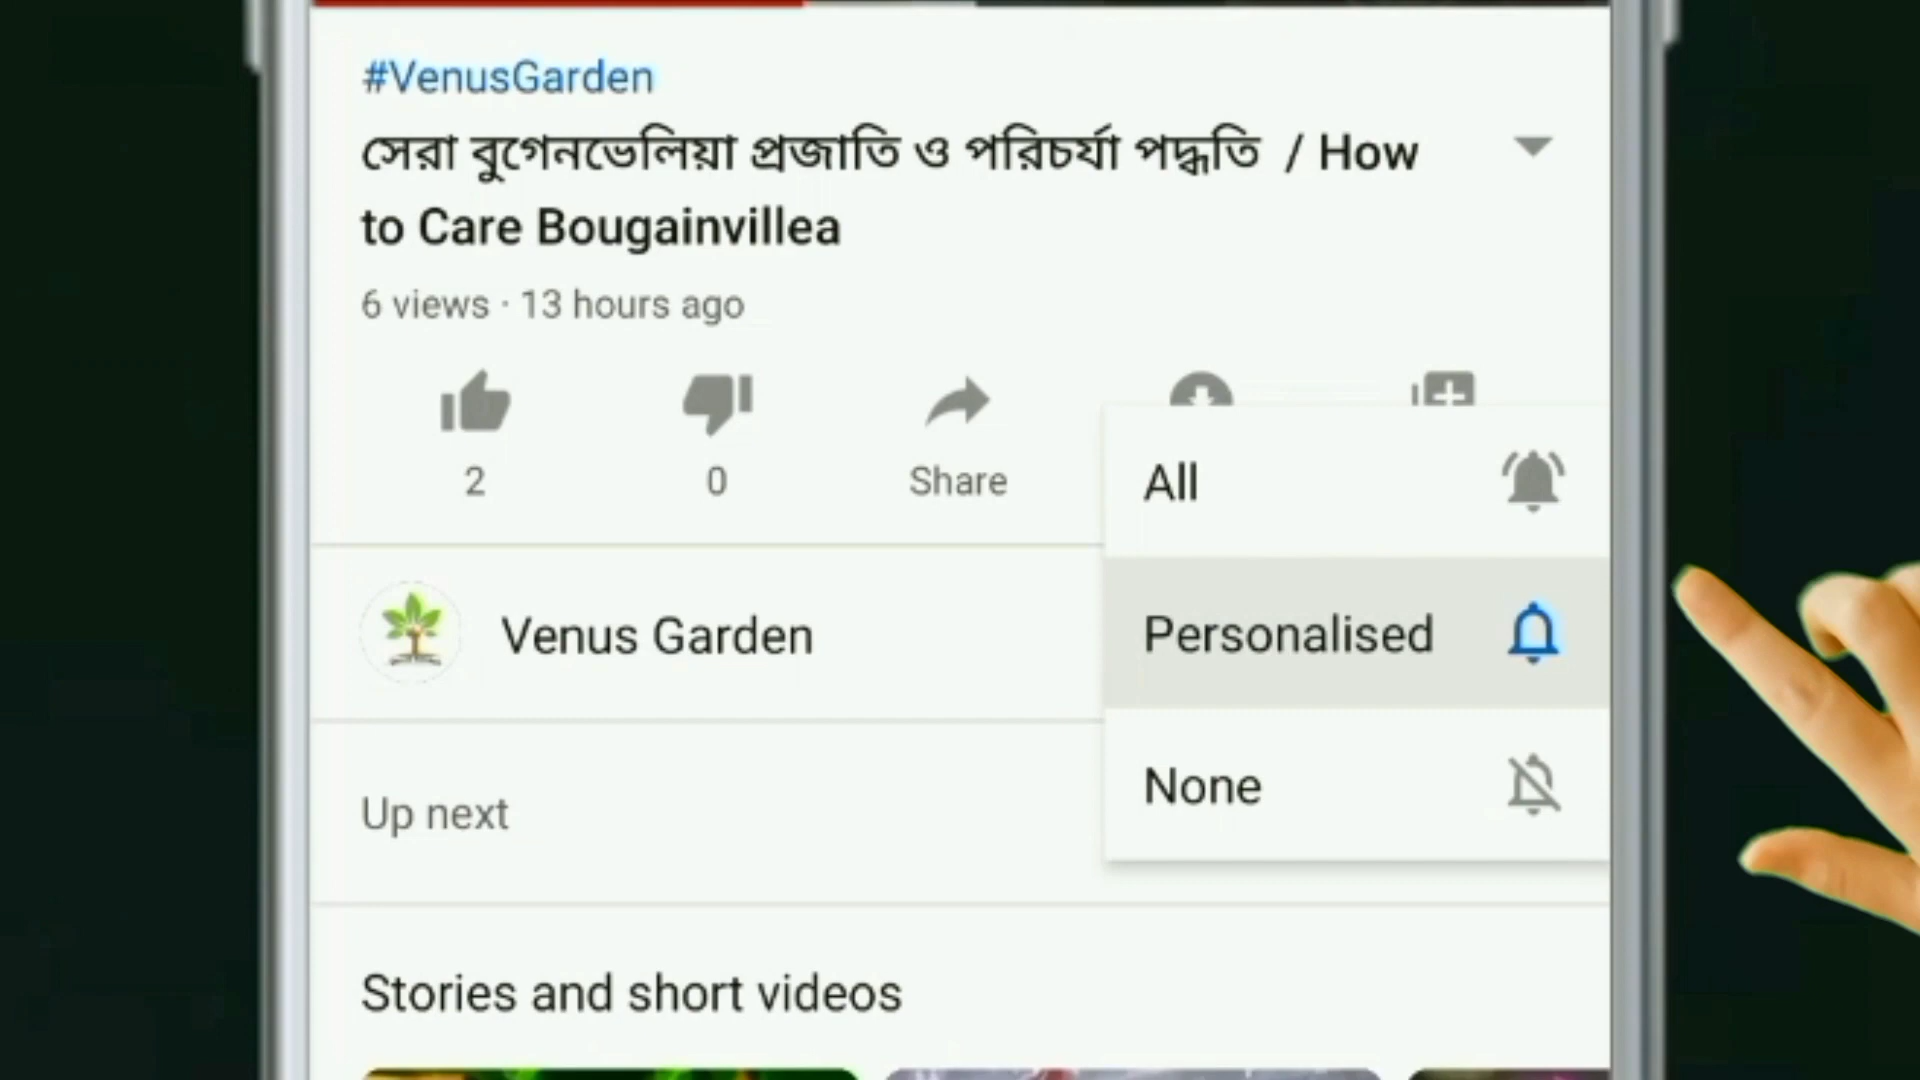 #VenusGarden
সেরা বুগেনভেলিয়া প্রজাতি ও পরিচর্যা পদ্ধতি / How
to Care Bougainvillea
6 views · 13 hours ago
2
0
Share
All
Venus Garden
Personalised
None
Up next
Stories and short videos